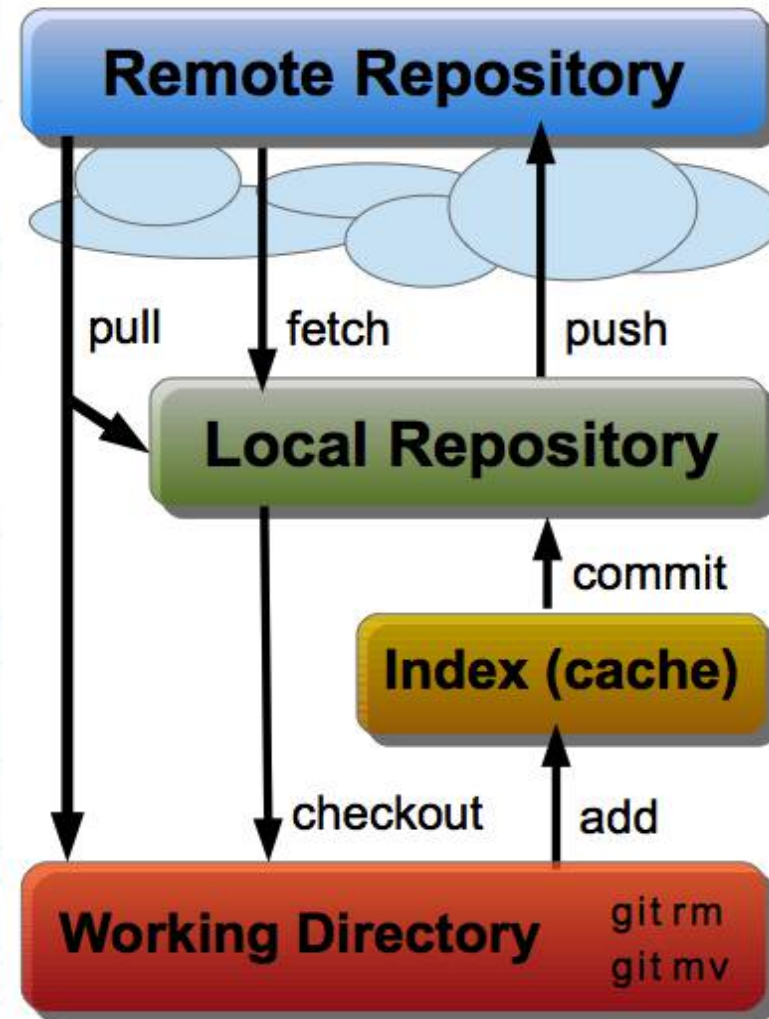 Remote Repository
pull
fetch
push
Local Repository
commit
Index (cache)
checkout
add
Working Directory
git rm
git mv